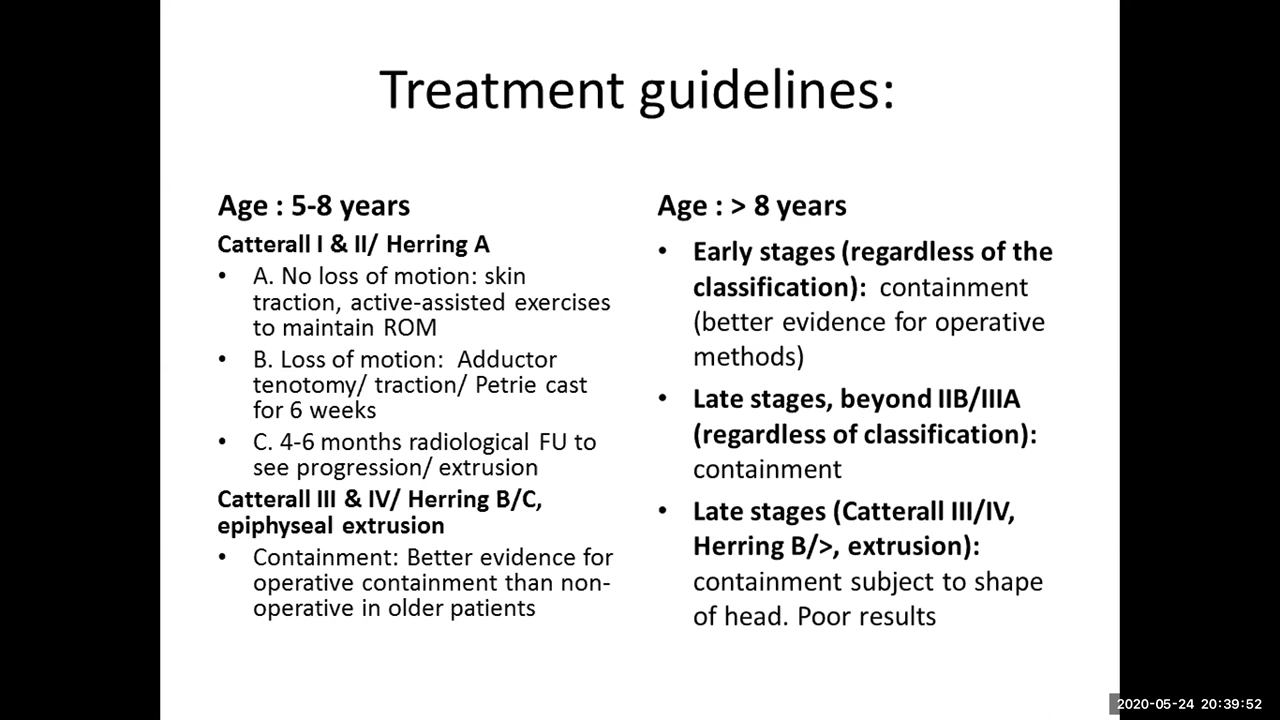 Treatment guidelines:
Age : 5-8 years
Catterall I & II/ Herring A
• A. No loss of motion: skin
traction, active-assisted exercises
to maintain ROM
• B. Loss of motion: Adductor
tenotomy/ traction/ Petrie cast
for 6 weeks
• C. 4-6 months radiological FU to
see progression/ extrusion
Catterall III & IV/ Herring B/C,
epiphyseal extrusion
• Containment: Better evidence for
operative containment than non-
operative in older patients
Age : > 8 years
• Early stages (regardless of the
classification): containment
(better evidence for operative
methods)
• Late stages, beyond IIB/IIIA
(regardless of classification):
containment
• Late stages (Catterall III/IV,
Herring B/>, extrusion):
containment subject to shape
of head. Poor results
2020-05-24 20:39:52